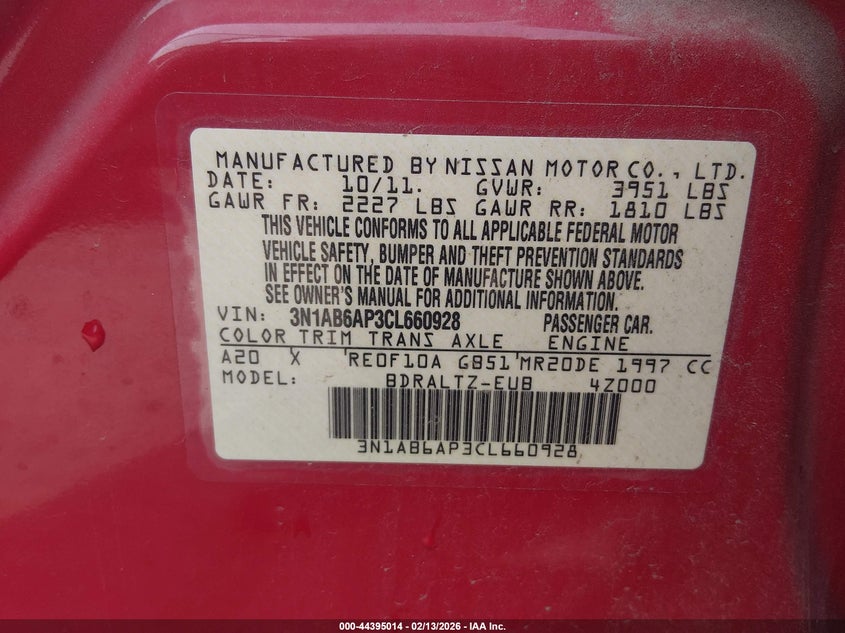 MANUFACTURED BY NISSAN MOTOR CO., LTD.
DATE: 10/11. GVWR: 3951 LBS
GAWR FR: 2227 LBS GAWR RR: 1810 LBS
THIS VEHICLE CONFORMS TO ALL APPLICABLE FEDERAL MOTOR
VEHICLE SAFETY, BUMPER AND THEFT PREVENTION STANDARDS
IN EFFECT ON THE DATE OF MANUFACTURE SHOWN ABOVE.
SEE OWNER'S MANUAL FOR ADDITIONAL INFORMATION.
VIN: 3N1AB6AP3CL660928 PASSENGER CAR.
COLOR TRIM TRANS AXLE ENGINE
A20 X RE0F10A GB51 MR20DE 1997 CC
MODEL: BDRALTZ-EUB 4Z000
3N1AB6AP3CL660928
000-44395014 - 02/13/2026 - IAA Inc.